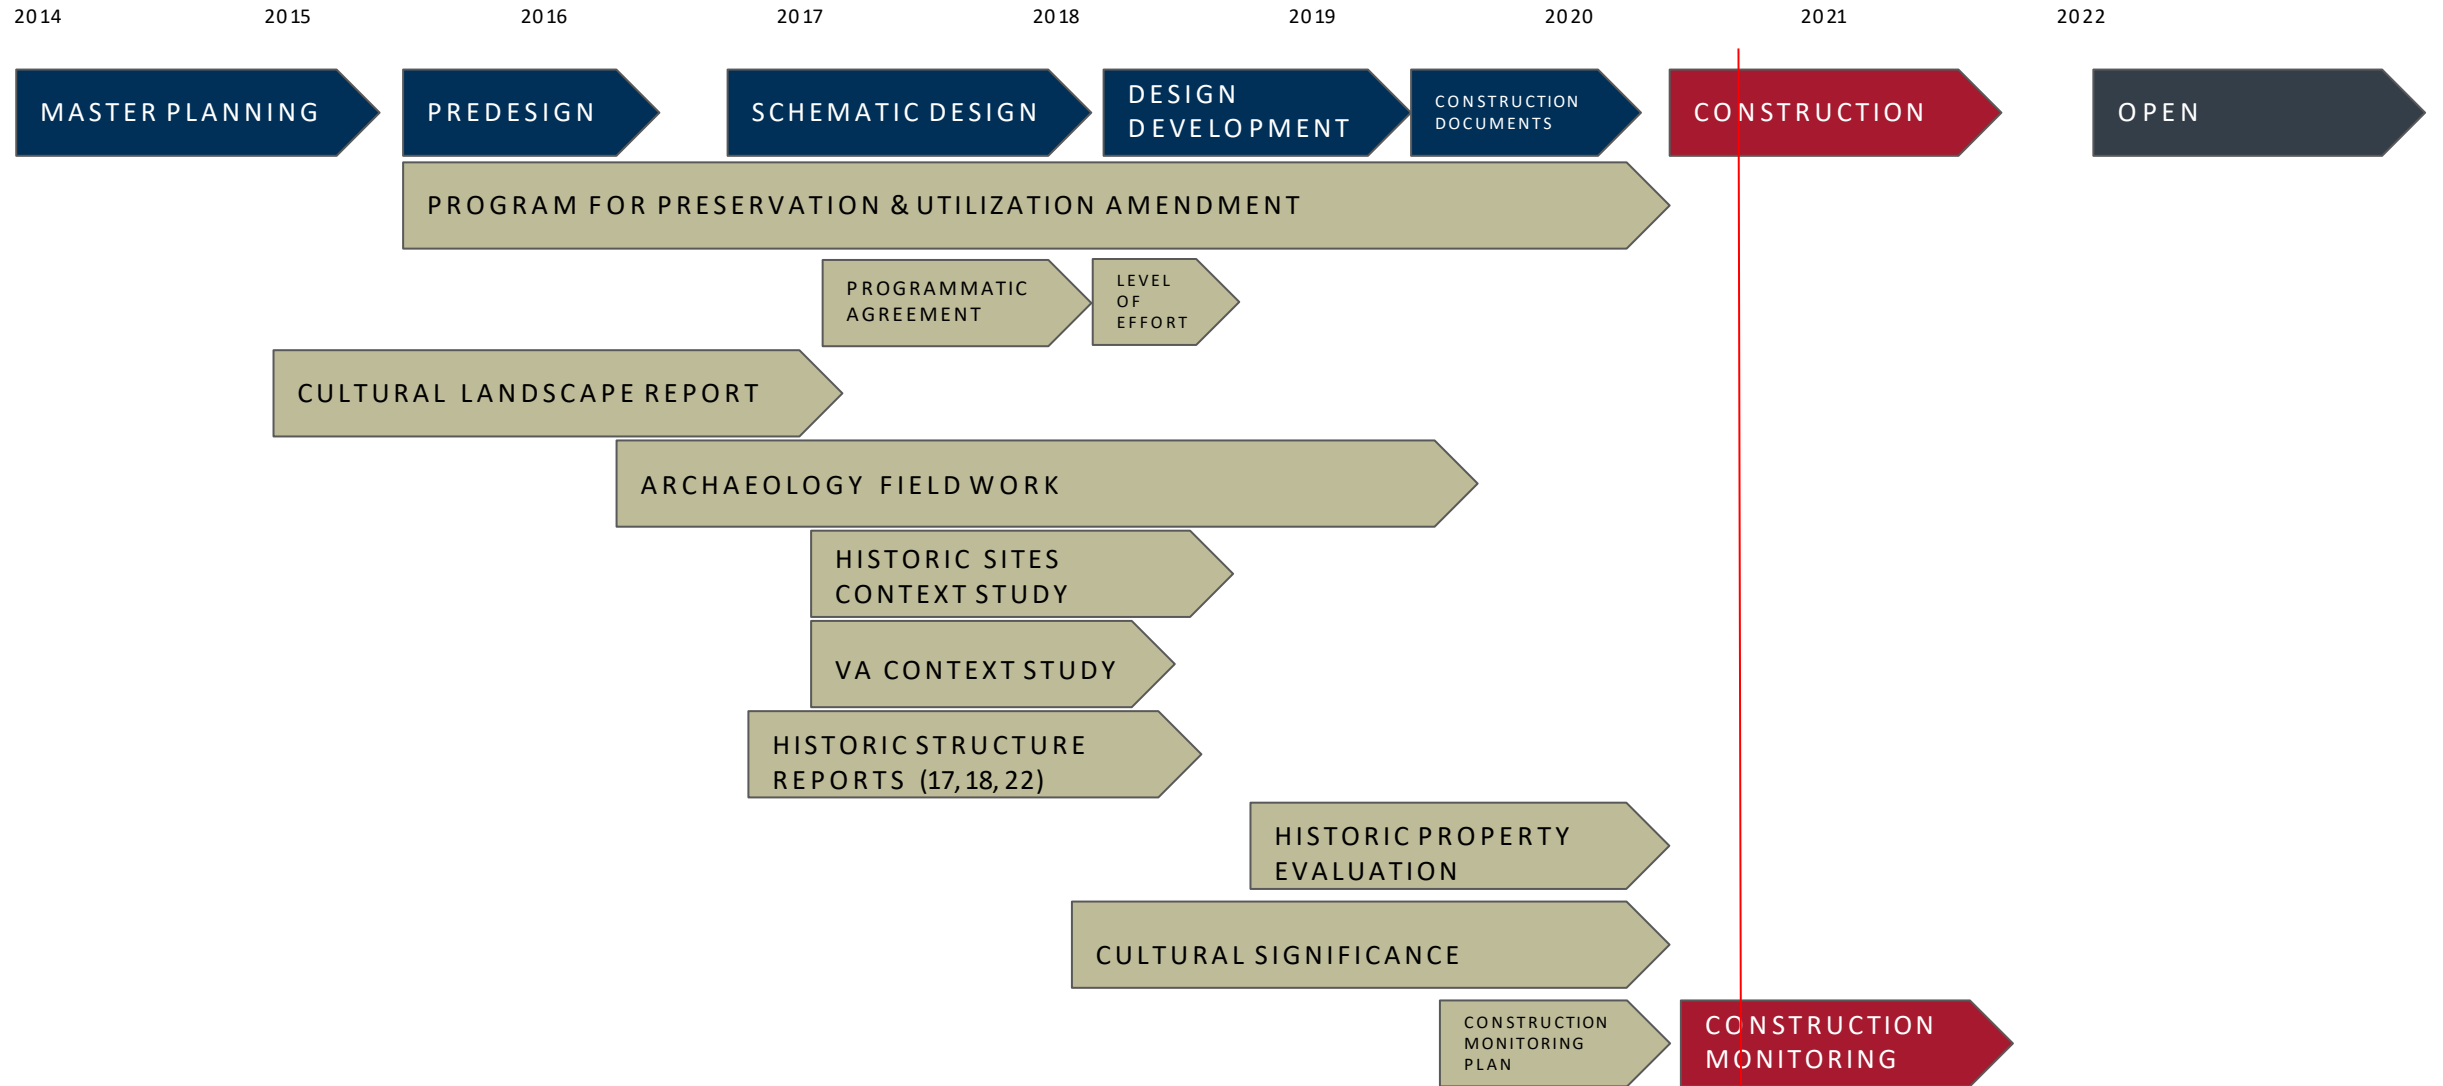 2014 2015 2016 2017 2018 2019 2020 2021 2022
MASTER PLANNING
PREDESIGN
SCHEMATIC DESIGN
DESIGN
DEVELOPMENT
CONSTRUCTION
DOCUMENTS
CONSTRUCTION
OPEN
PROGRAM FOR PRESERVATION & UTILIZATION AMENDMENT
PROGRAMMATIC
AGREEMENT
LEVEL
OF
EFFORT
CULTURAL LANDSCAPE REPORT
ARCHAEOLOGY FIELD WORK
HISTORIC SITES
CONTEXT STUDY
VA CONTEXT STUDY
HISTORIC STRUCTURE
REPORTS (17, 18, 22)
HISTORIC PROPERTY
EVALUATION
CULTURAL SIGNIFICANCE
CONSTRUCTION
MONITORING
PLAN
CONSTRUCTION
MONITORING